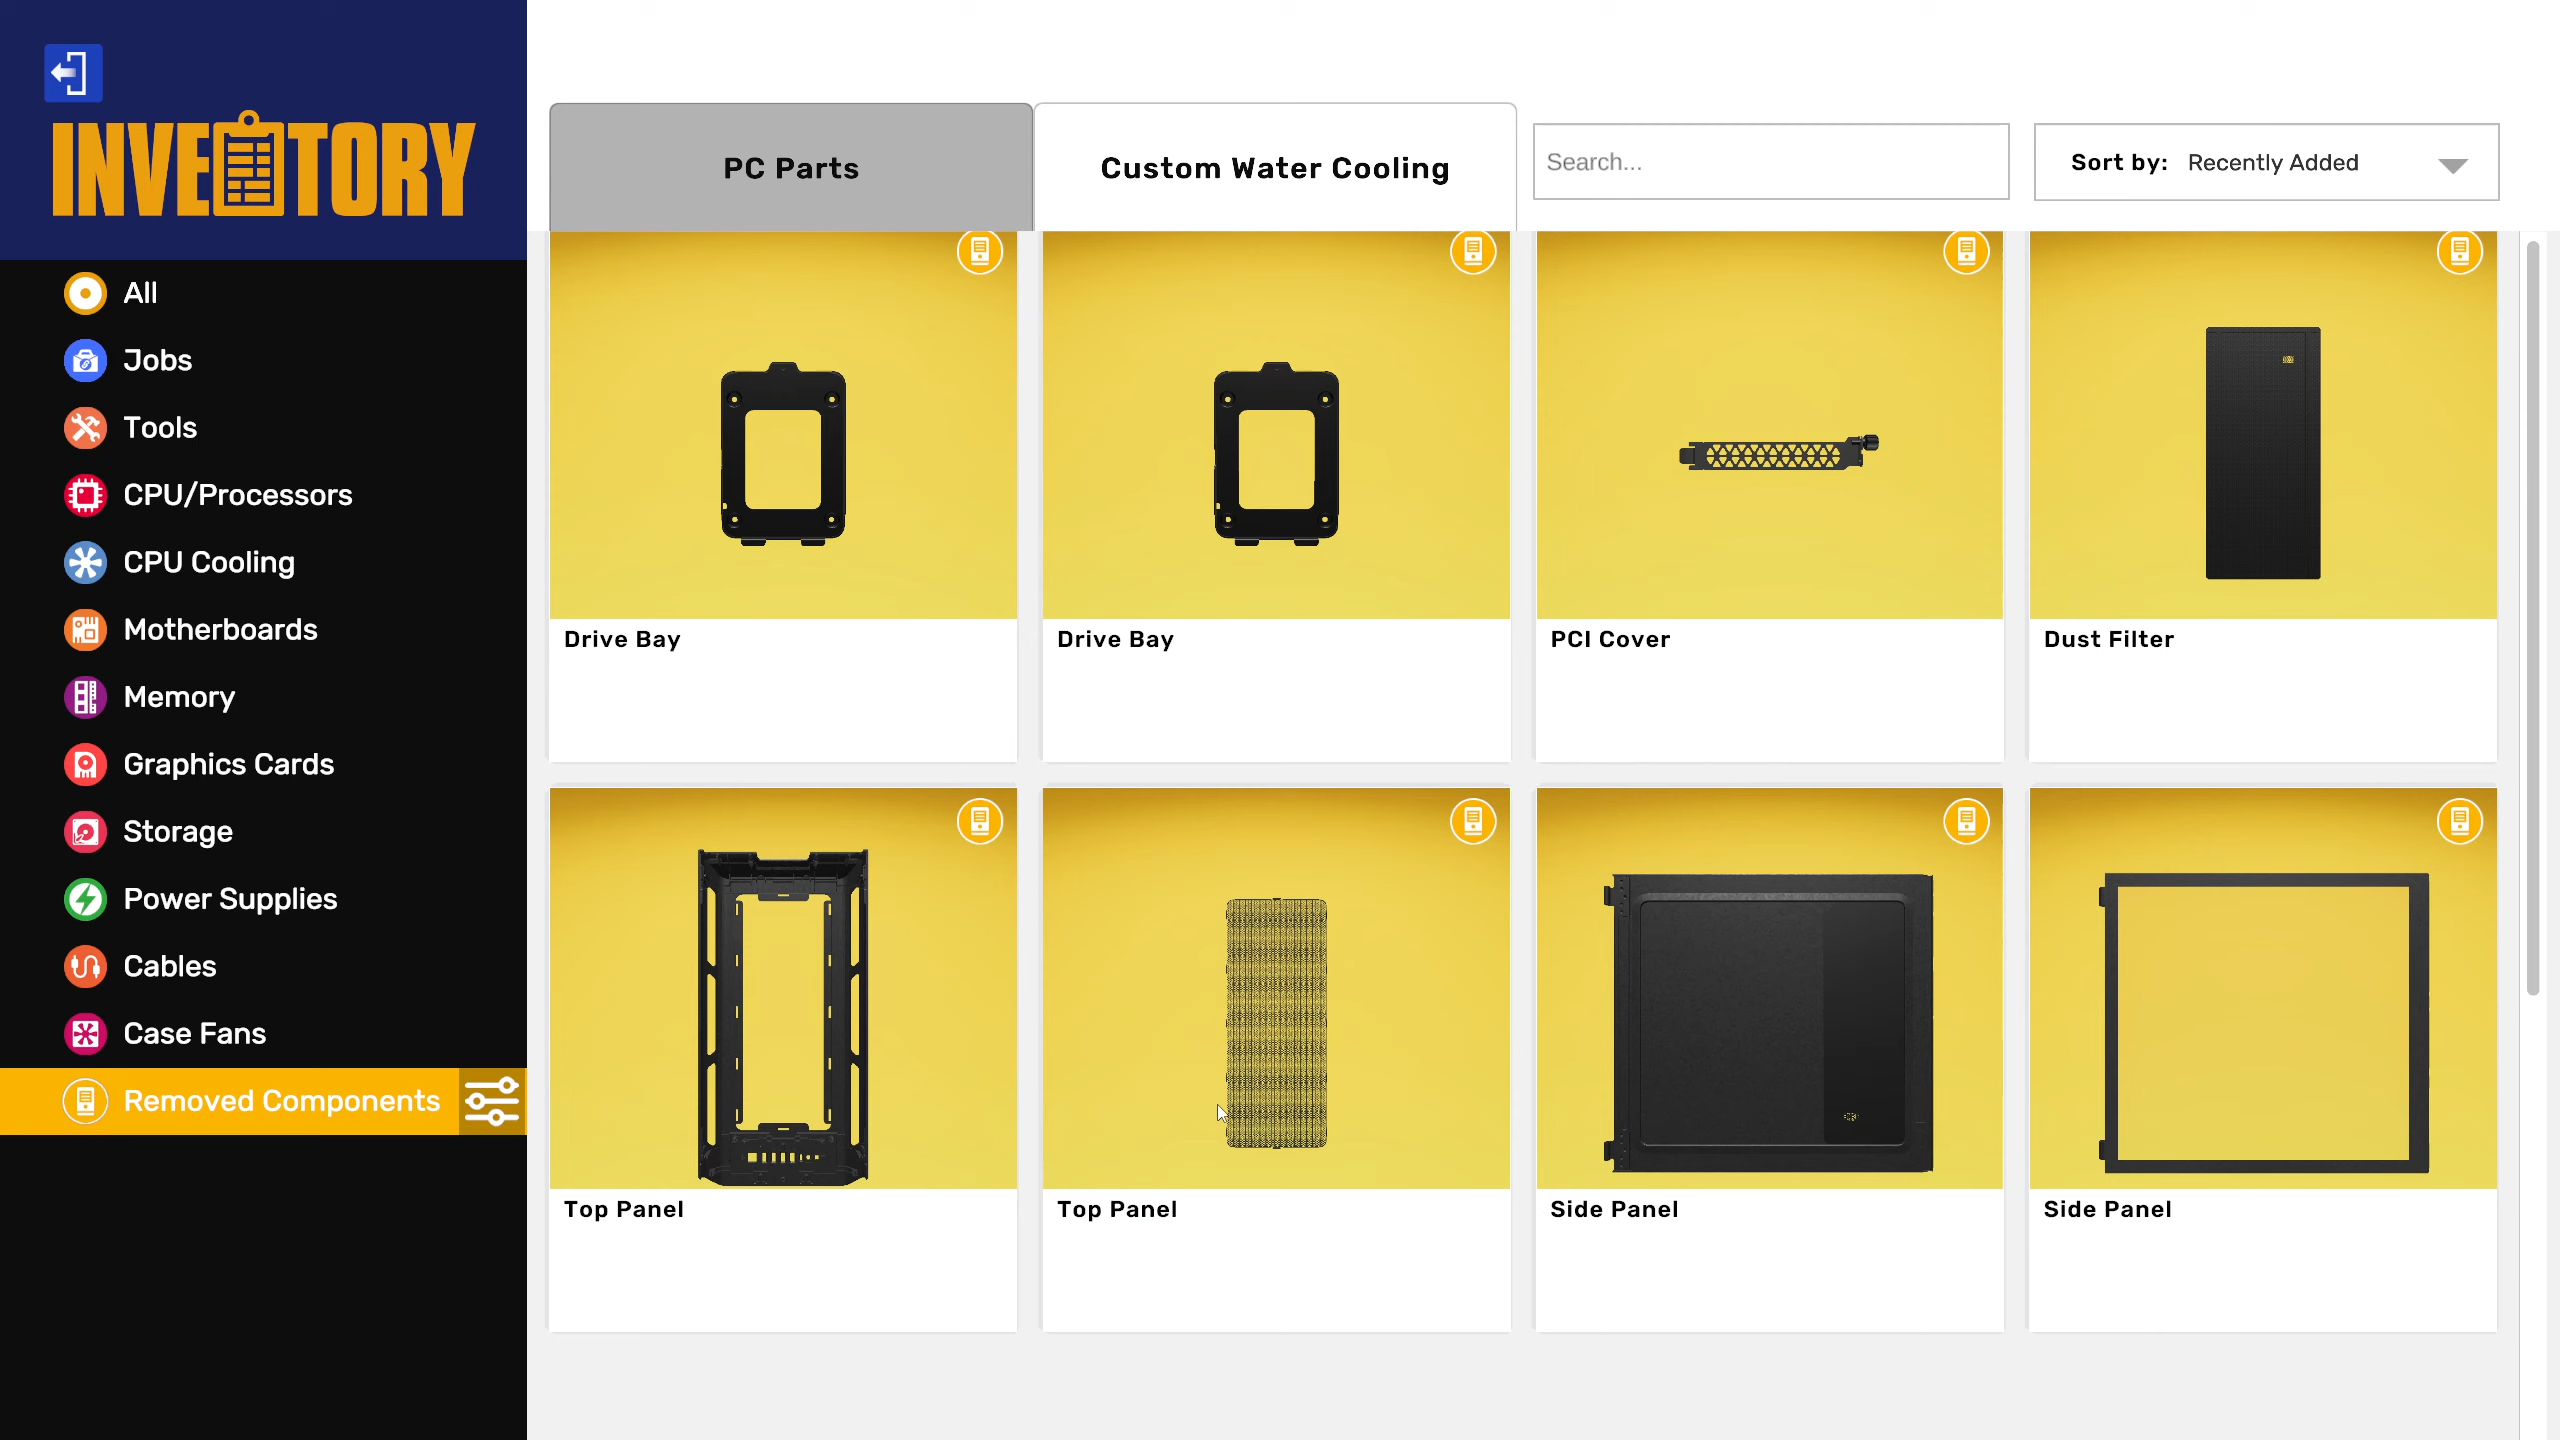 INVENTORY
All
Jobs
Tools
CPU/Processors
CPU Cooling
Motherboards
Memory
Graphics Cards
Storage
Power Supplies
Cables
Case Fans
Removed Components
PC Parts
Custom Water Cooling
Search...
Sort by: Recently Added
Drive Bay
Drive Bay
PCI Cover
Dust Filter
Top Panel
Top Panel
Side Panel
Side Panel